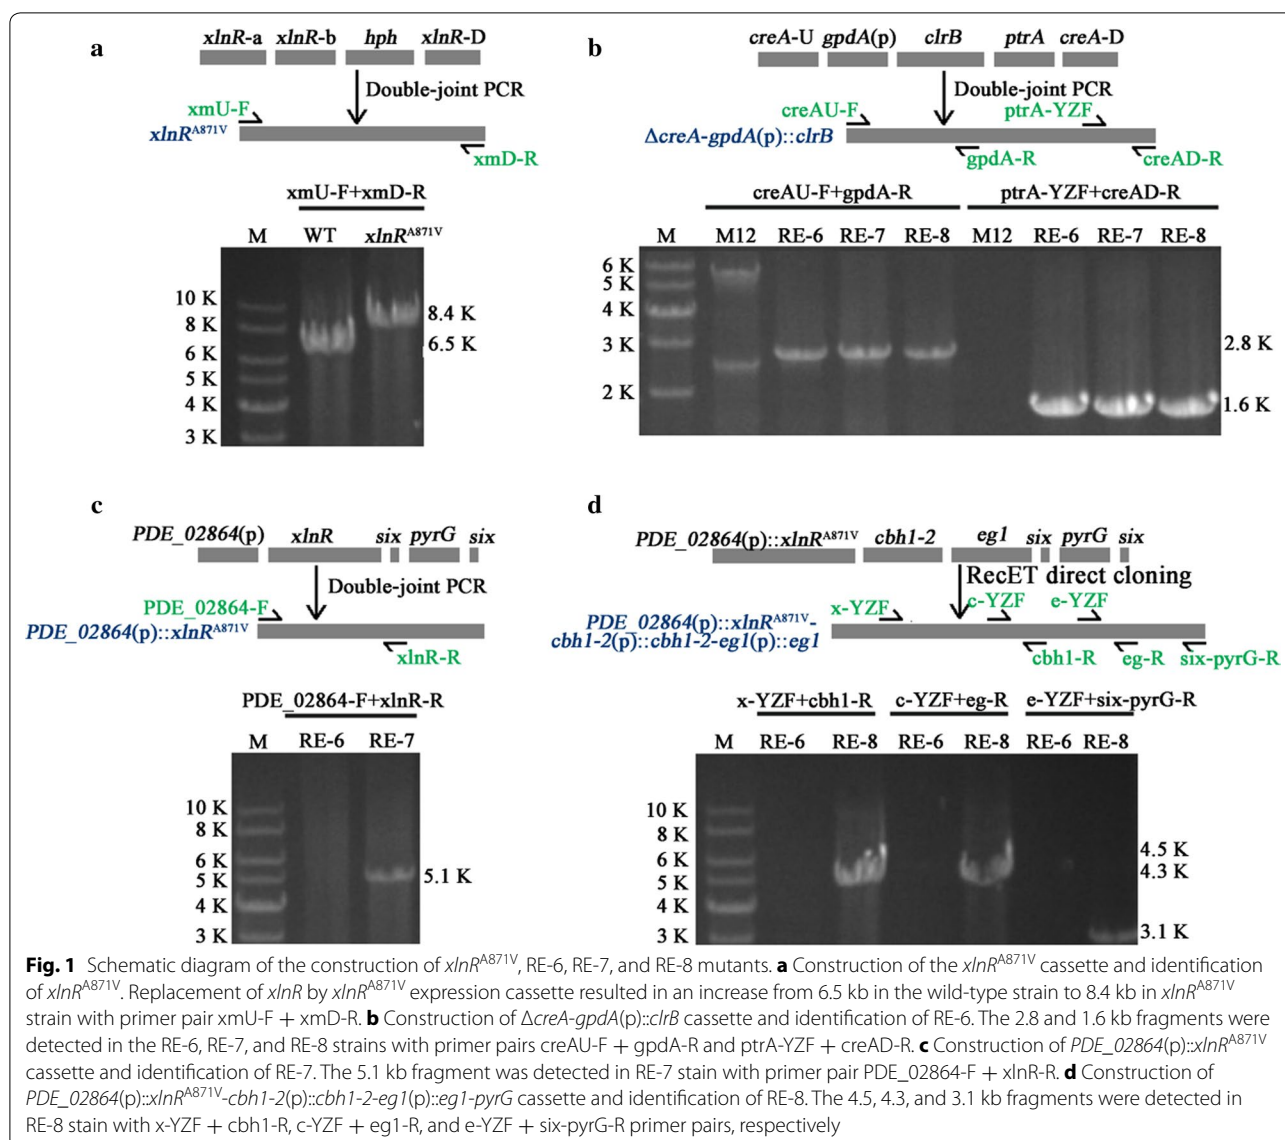 a
xlnR-a xlnR-b hph xlnR-D
Double-joint PCR
xmU-F
xlnRA871V
xmD-R
xmU-F+xmD-R
M WT xlnRA871V
10 K
8 K
6 K
5 K
4 K
3 K
8.4 K
6.5 K
b
creA-U gpdA(p) clrB ptrA creA-D
Double-joint PCR
creAU-F ptrA-YZF
ΔcreA-gpdA(p)::clrB
gpdA-R creAD-R
creAU-F+gpdA-R ptrA-YZF+creAD-R
M M12 RE-6 RE-7 RE-8 M12 RE-6 RE-7 RE-8
6 K
5 K
4 K
3 K
2 K
2.8 K
1.6 K
c
PDE_02864(p) xlnR six pyrG six
Double-joint PCR
PDE_02864-F
PDE_02864(p)::xlnRA871V
xlnR-R
PDE_02864-F+xlnR-R
M RE-6 RE-7
10 K
8 K
6 K
5 K
4 K
3 K
5.1 K
d
PDE_02864(p)::xlnRA871V cbh1-2 eg1 six pyrG six
RecET direct cloning
x-YZF c-YZF e-YZF
PDE_02864(p)::xlnRA871V-
cbh1-2(p)::cbh1-2-eg1(p)::eg1
cbh1-R eg-R six-pyrG-R
x-YZF+cbh1-R c-YZF+eg-R e-YZF+six-pyrG-R
M RE-6 RE-8 RE-6 RE-8 RE-6 RE-8
10 K
8 K
6 K
5 K
4 K
3 K
4.5 K
4.3 K
3.1 K
Fig. 1 Schematic diagram of the construction of xlnRA871V, RE-6, RE-7, and RE-8 mutants. a Construction of the xlnRA871V cassette and identification
of xlnRA871V. Replacement of xlnR by xlnRA871V expression cassette resulted in an increase from 6.5 kb in the wild-type strain to 8.4 kb in xlnRA871V
strain with primer pair xmU-F + xmD-R. b Construction of ΔcreA-gpdA(p)::clrB cassette and identification of RE-6. The 2.8 and 1.6 kb fragments were
detected in the RE-6, RE-7, and RE-8 strains with primer pairs creAU-F + gpdA-R and ptrA-YZF + creAD-R. c Construction of PDE_02864(p)::xlnRA871V
cassette and identification of RE-7. The 5.1 kb fragment was detected in RE-7 stain with primer pair PDE_02864-F + xlnR-R. d Construction of
PDE_02864(p)::xlnRA871V-cbh1-2(p)::cbh1-2-eg1(p)::eg1-pyrG cassette and identification of RE-8. The 4.5, 4.3, and 3.1 kb fragments were detected in
RE-8 stain with x-YZF + cbh1-R, c-YZF + eg1-R, and e-YZF + six-pyrG-R primer pairs, respectively